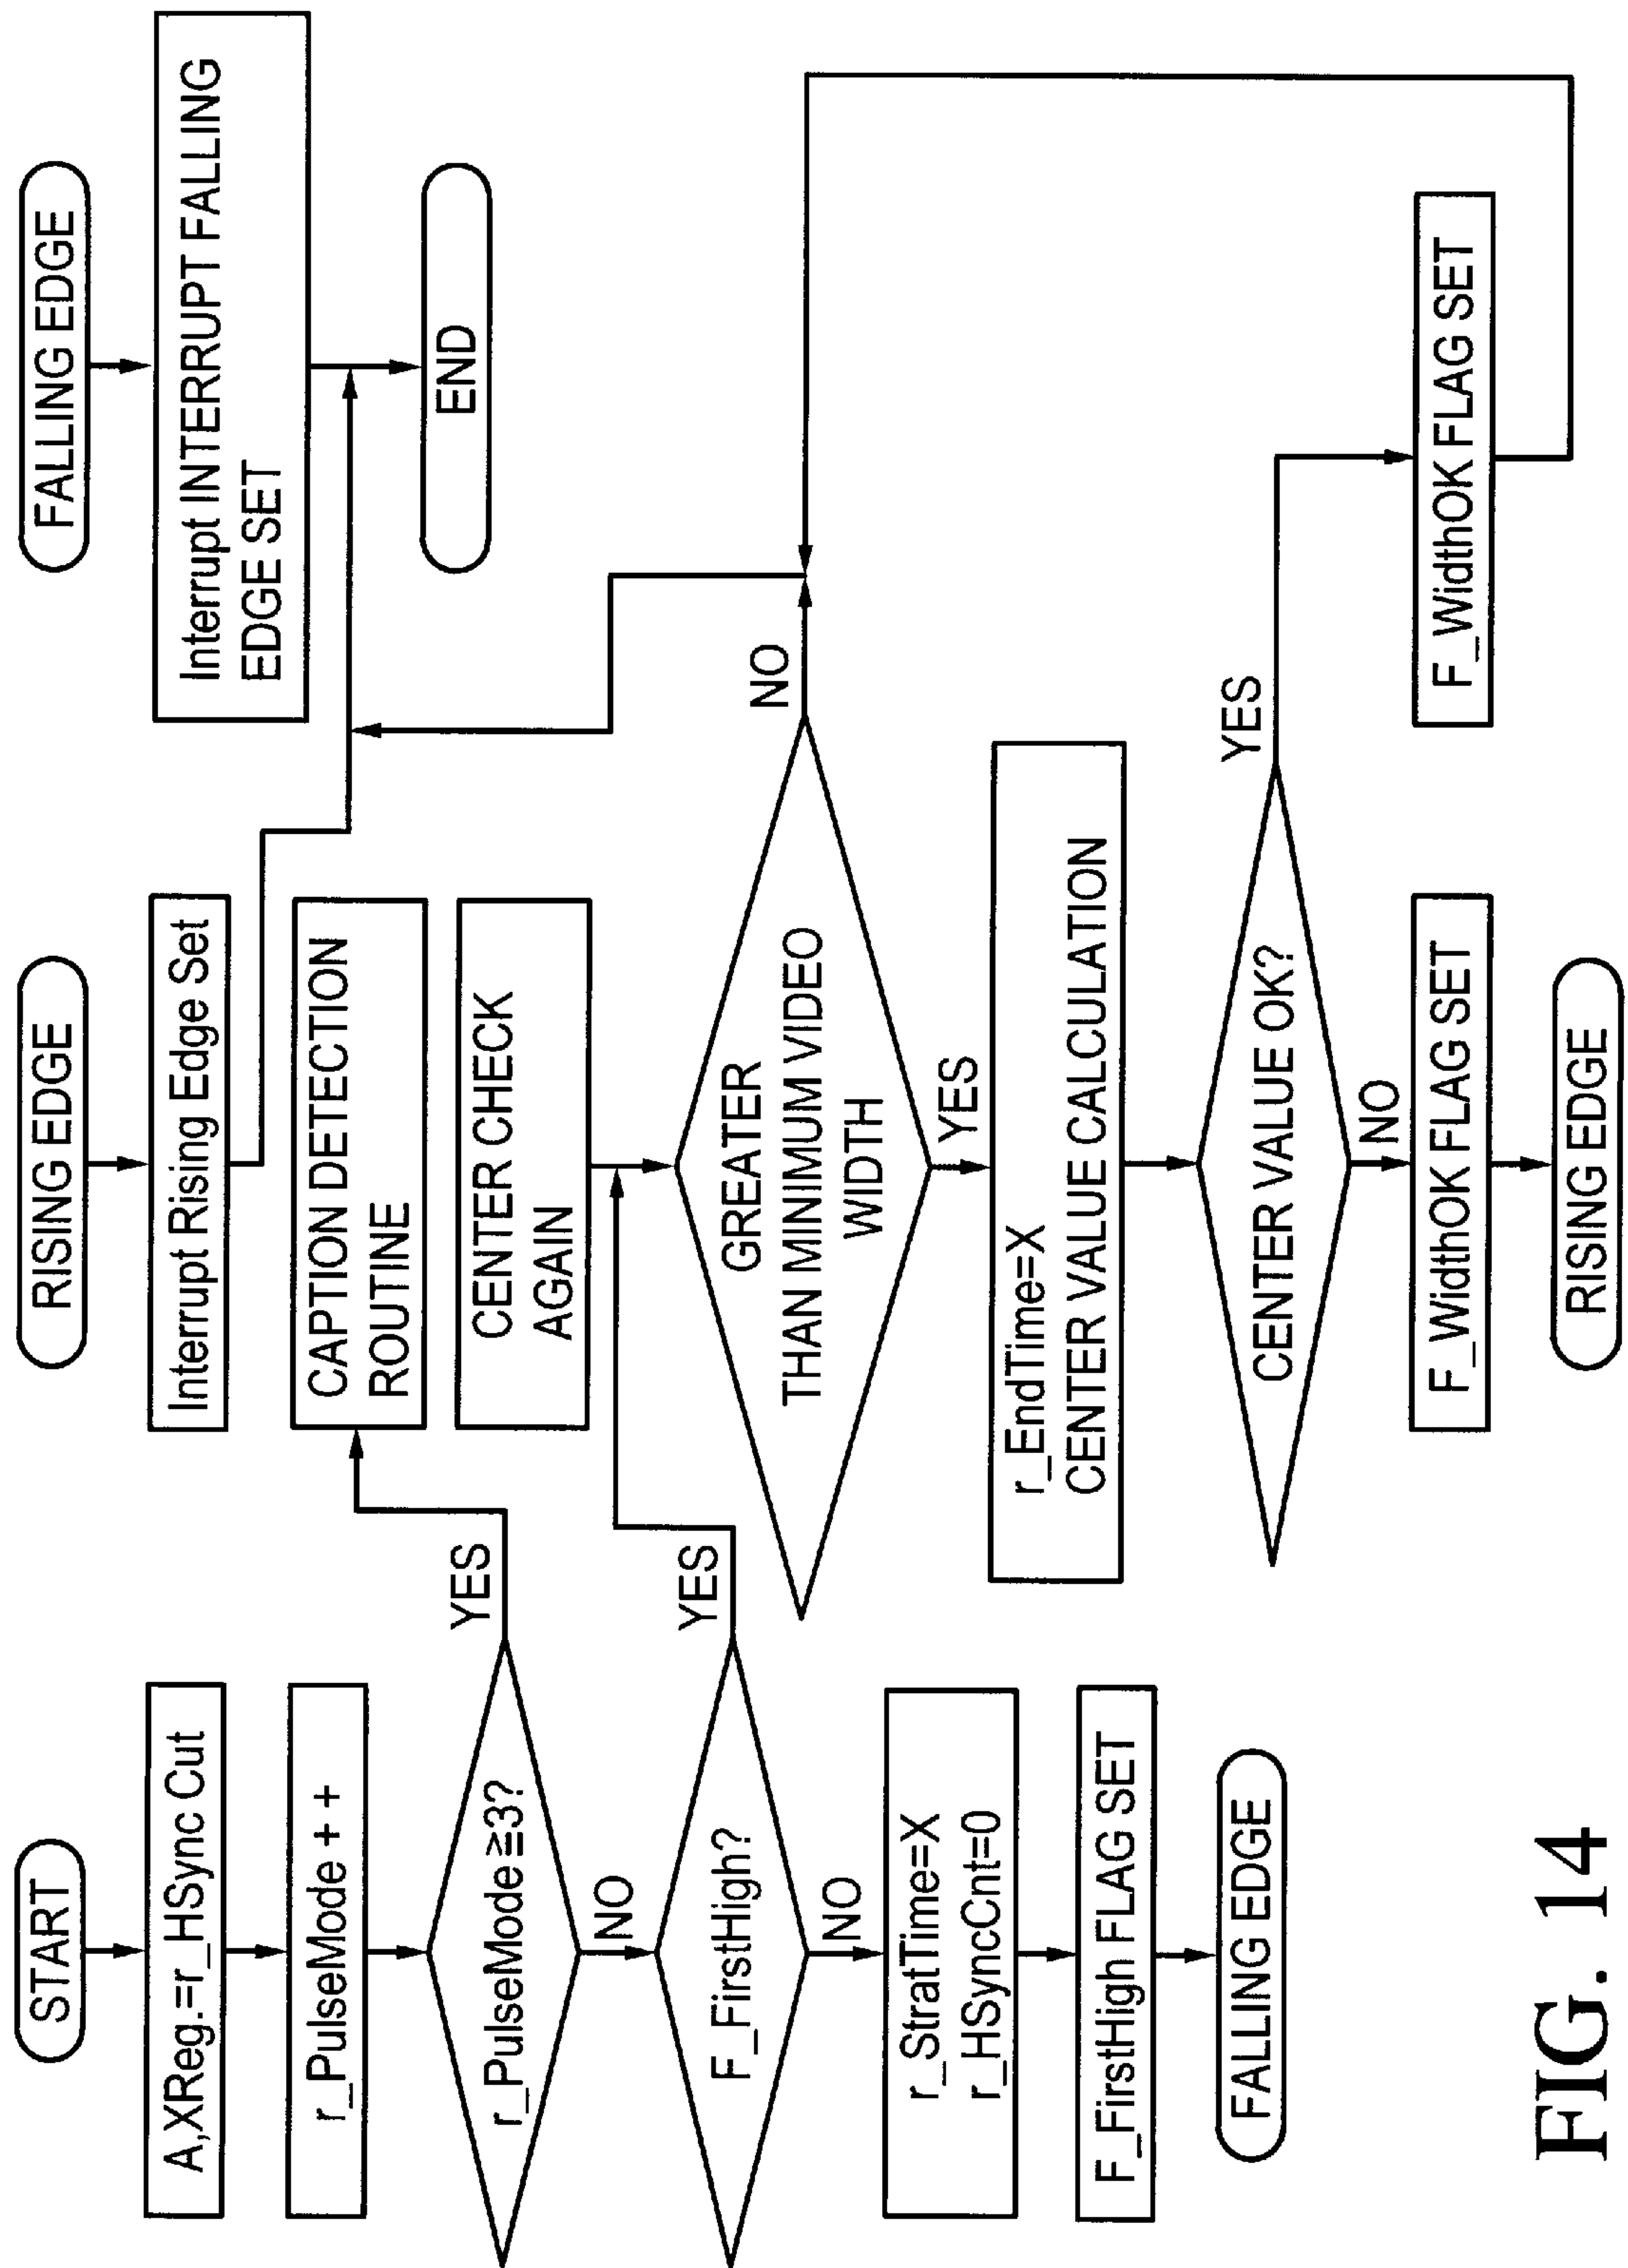 START
A,XReg.=r_HSync Cut
r_PulseMode + +
r_PulseMode ≧3?
YES
NO
F_FirstHigh?
YES
NO
r_StratTime=X
r_HSyncCnt=0
F_FirstHigh FLAG SET
FALLING EDGE
RISING EDGE
Interrupt Rising Edge Set
CAPTION DETECTION
ROUTINE
CENTER CHECK
AGAIN
GREATER
THAN MINIMUM VIDEO
WIDTH
NO
YES
r_EndTime=X
CENTER VALUE CALCULATION
CENTER VALUE OK?
YES
NO
F_WidthOK FLAG SET
RISING EDGE
FALLING EDGE
Interrupt INTERRUPT FALLING
EDGE SET
END
F_WidthOK FLAG SET
FIG. 14